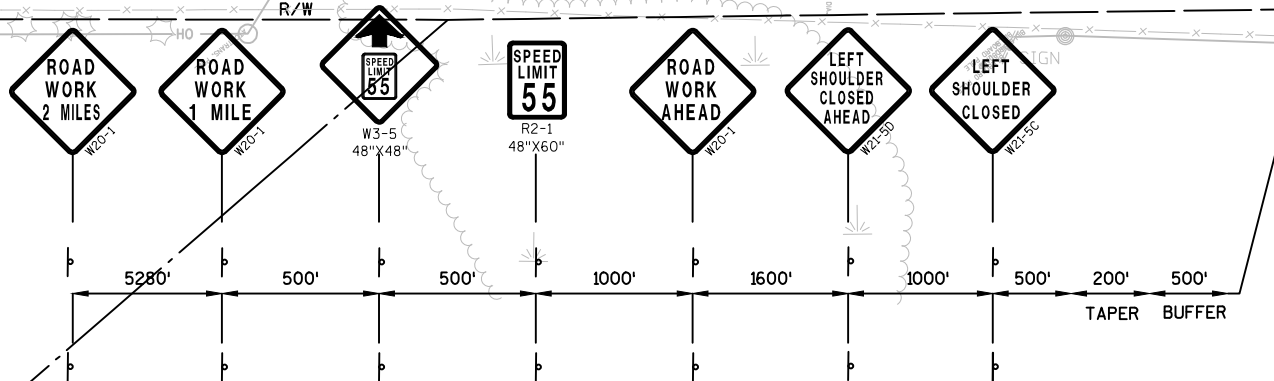 R/W
OH
SIGN
ROAD
WORK
2 MILES
W20-1
ROAD
WORK
1 MILE
W20-1
SPEED
LIMIT
55
W3-5
48"X48"
SPEED
LIMIT
55
R2-1
48"X60"
ROAD
WORK
AHEAD
W20-1
LEFT
SHOULDER
CLOSED
AHEAD
W21-5D
LEFT
SHOULDER
CLOSED
W21-5C
5280' 500' 500' 1000' 1600' 1000' 500' 200' 500'
TAPER BUFFER